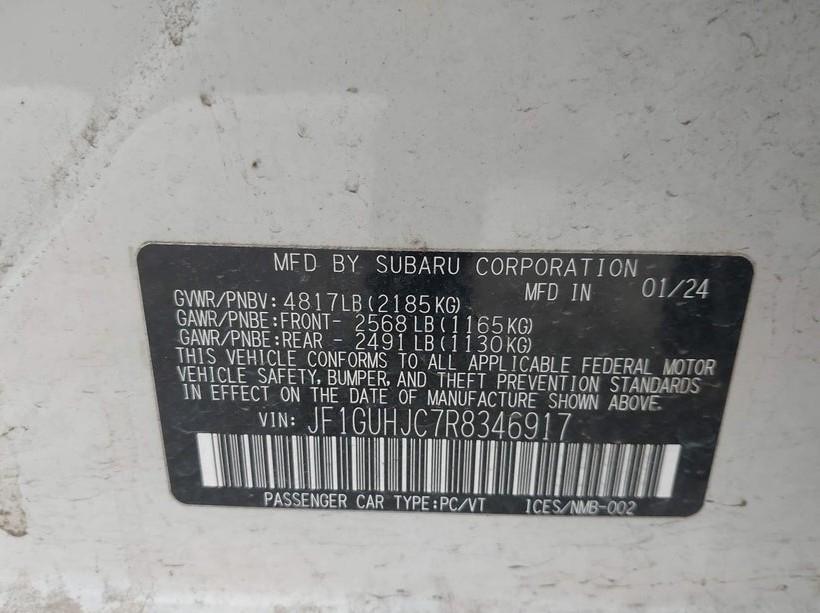 MFD BY SUBARU CORPORATION
MFD IN 01/24
GVWR/PNBV: 4817LB(2185KG)
GAWR/PNBE:FRONT- 2568LB(1165KG)
GAWR/PNBE:REAR - 2491LB(1130KG)
THIS VEHICLE CONFORMS TO ALL APPLICABLE FEDERAL MOTOR
VEHICLE SAFETY, BUMPER, AND THEFT PREVENTION STANDARDS
IN EFFECT ON THE DATE OF MANUFACTURE SHOWN ABOVE.
VIN: JF1GUHJC7R8346917
PASSENGER CAR TYPE:PC/VT ICES/NMB-002